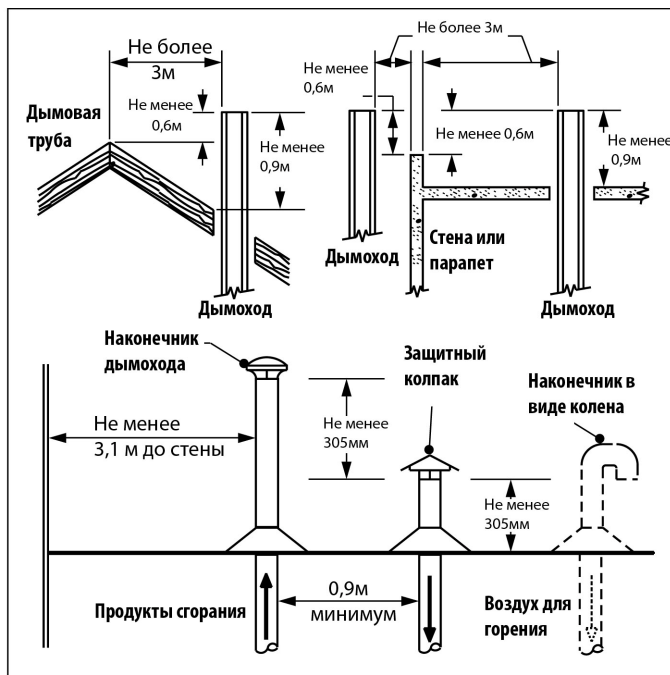 Не более
3м
Дымовая
труба
Не менее
0,6м
Не менее
0,9м
Дымоход
Не более 3м
Не менее
0,6м
Не менее 0,6м
Не менее
0,9м
Дымоход
Стена или
парапет
Дымоход
Наконечник
дымохода
Не менее
3,1 м до стены
Не менее
305мм
Защитный
колпак
Наконечник в
виде колена
Не менее
305мм
Продукты сгорания
0,9м
минимум
Воздух для
горения